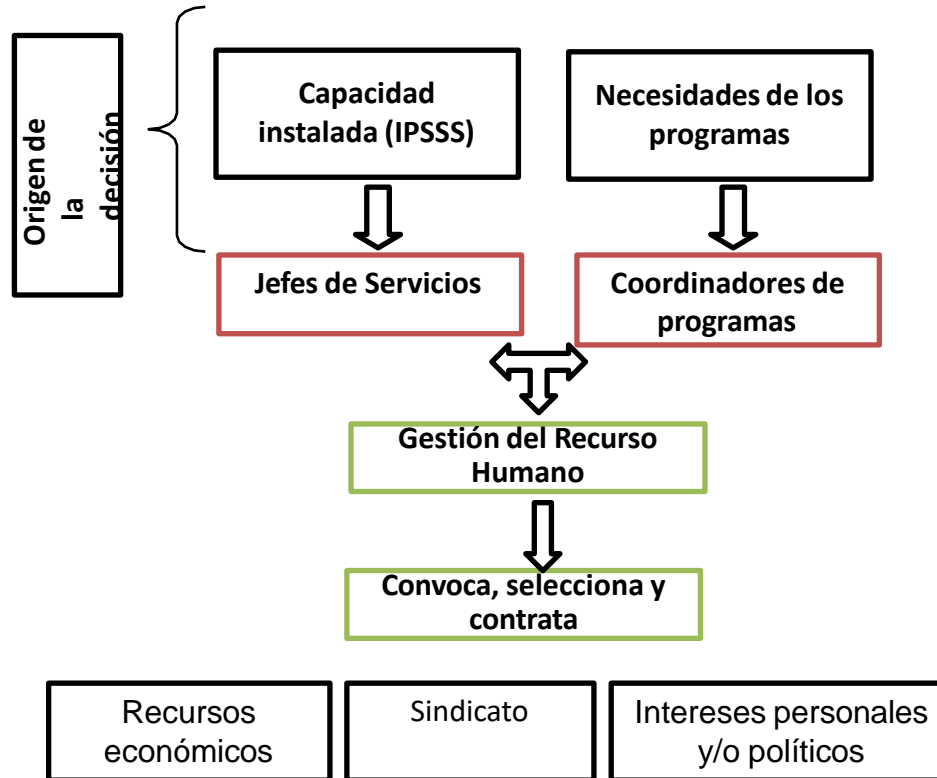 Origen de
la
decisión
Capacidad
instalada (IPSSS)
Necesidades de los
programas
Jefes de Servicios
Coordinadores de
programas
Gestión del Recurso
Humano
Convoca, selecciona y
contrata
Recursos
económicos
Sindicato
Intereses personales
y/o políticos